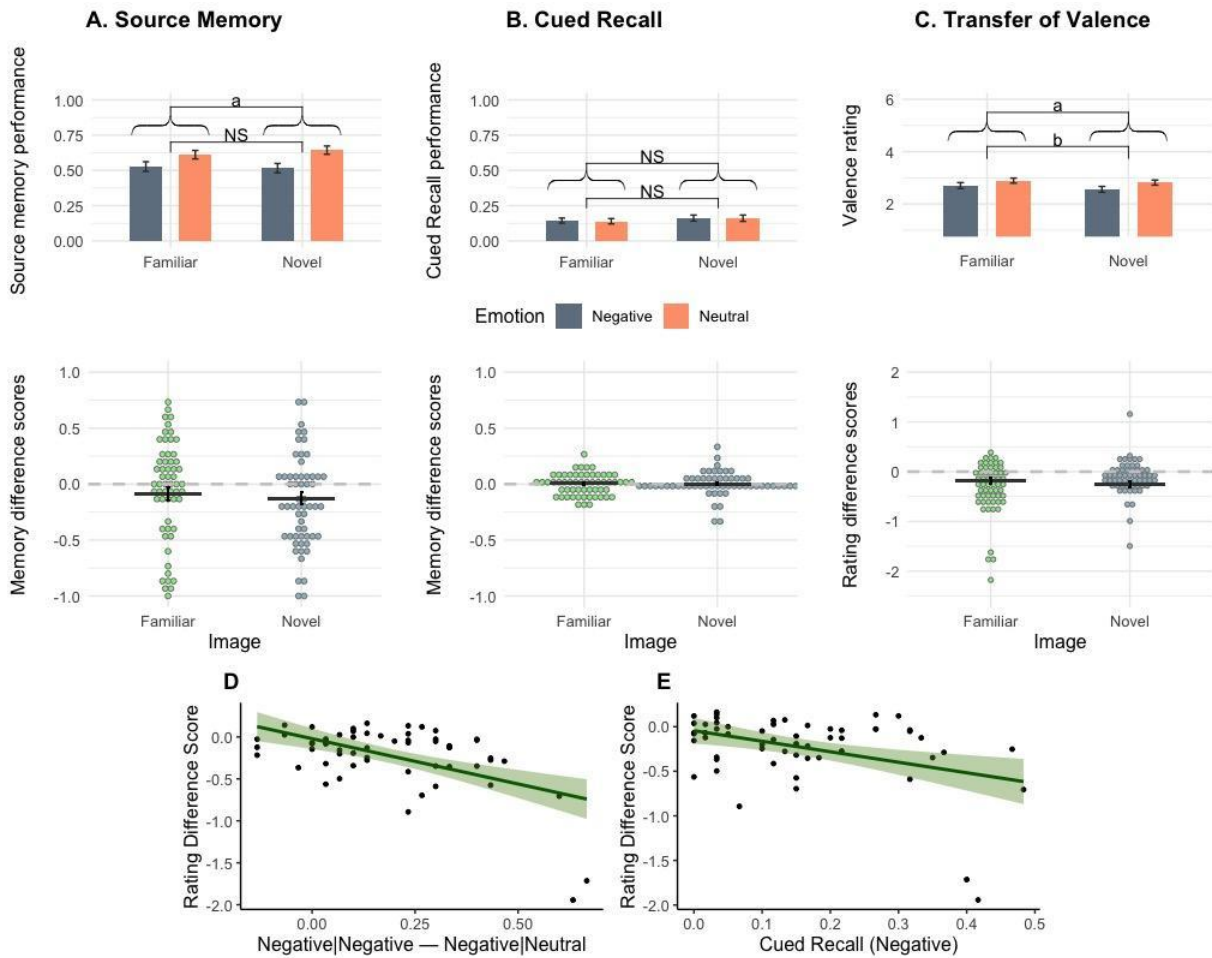 A. Source Memory
B. Cued Recall
C. Transfer of Valence
Source memory performance
1.00
0.75
0.50
0.25
0.00
a
NS
Familiar
Novel
Cued Recall performance
1.00
0.75
0.50
0.25
0.00
NS
NS
Familiar
Novel
Valence rating
6
4
2
a
b
Familiar
Novel
Emotion Negative Neutral
Memory difference scores
1.0
0.5
0.0
-0.5
-1.0
Familiar
Novel
Image
Memory difference scores
1.0
0.5
0.0
-0.5
-1.0
Familiar
Novel
Image
Rating difference scores
2
1
0
-1
-2
Familiar
Novel
Image
D
Rating Difference Score
0.0
-0.5
-1.0
-1.5
-2.0
0.00
0.25
0.50
Negative|Negative — Negative|Neutral
E
Rating Difference Score
0.0
-0.5
-1.0
-1.5
-2.0
0.0
0.1
0.2
0.3
0.4
0.5
Cued Recall (Negative)